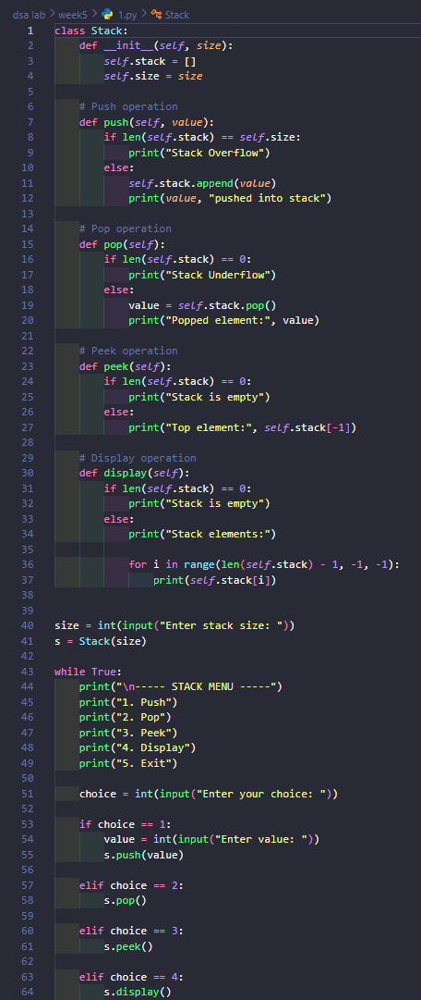 dsa lab > week5 > 1.py > Stack
1 class Stack:
2     def __init__(self, size):
3         self.stack = []
4         self.size = size
5
6     # Push operation
7     def push(self, value):
8         if len(self.stack) == self.size:
9             print("Stack Overflow")
10         else:
11             self.stack.append(value)
12             print(value, "pushed into stack")
13
14     # Pop operation
15     def pop(self):
16         if len(self.stack) == 0:
17             print("Stack Underflow")
18         else:
19             value = self.stack.pop()
20             print("Popped element:", value)
21
22     # Peek operation
23     def peek(self):
24         if len(self.stack) == 0:
25             print("Stack is empty")
26         else:
27             print("Top element:", self.stack[-1])
28
29     # Display operation
30     def display(self):
31         if len(self.stack) == 0:
32             print("Stack is empty")
33         else:
34             print("Stack elements:")
35
36             for i in range(len(self.stack) - 1, -1, -1):
37                 print(self.stack[i])
38
39
40 size = int(input("Enter stack size: "))
41 s = Stack(size)
42
43 while True:
44     print("\n----- STACK MENU -----")
45     print("1. Push")
46     print("2. Pop")
47     print("3. Peek")
48     print("4. Display")
49     print("5. Exit")
50
51     choice = int(input("Enter your choice: "))
52
53     if choice == 1:
54         value = int(input("Enter value: "))
55         s.push(value)
56
57     elif choice == 2:
58         s.pop()
59
60     elif choice == 3:
61         s.peek()
62
63     elif choice == 4:
64         s.display()